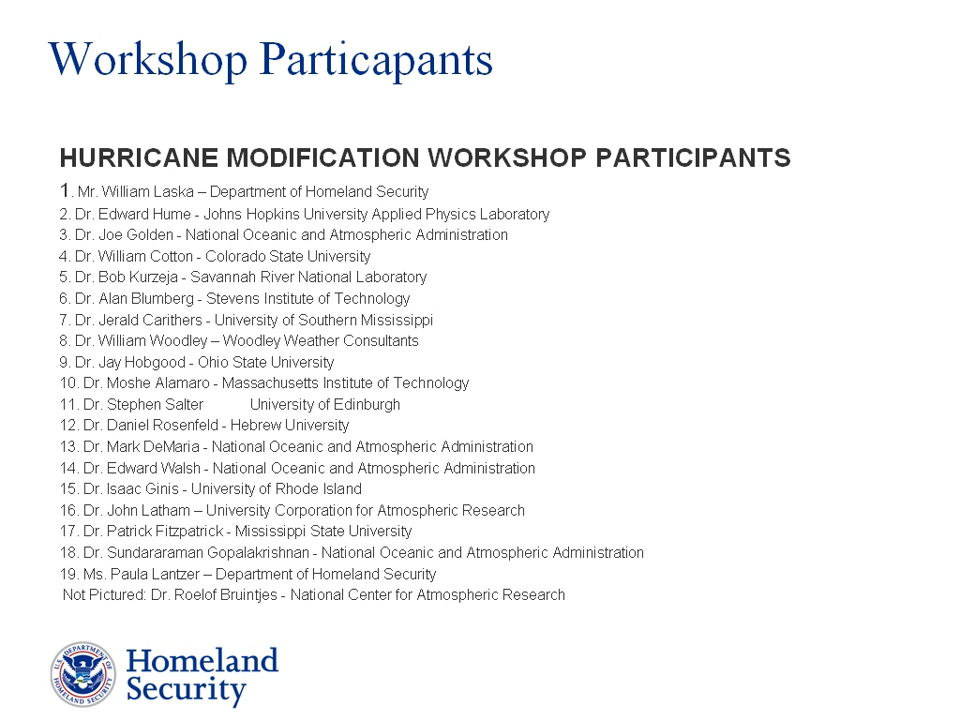 Workshop Particapants
HURRICANE MODIFICATION WORKSHOP PARTICIPANTS
1. Mr. William Laska – Department of Homeland Security
2. Dr. Edward Hume - Johns Hopkins University Applied Physics Laboratory
3. Dr. Joe Golden - National Oceanic and Atmospheric Administration
4. Dr. William Cotton - Colorado State University
5. Dr. Bob Kurzeja - Savannah River National Laboratory
6. Dr. Alan Blumberg - Stevens Institute of Technology
7. Dr. Jerald Carithers - University of Southern Mississippi
8. Dr. William Woodley – Woodley Weather Consultants
9. Dr. Jay Hobgood - Ohio State University
10. Dr. Moshe Alamaro - Massachusetts Institute of Technology
11. Dr. Stephen Salter University of Edinburgh
12. Dr. Daniel Rosenfeld - Hebrew University
13. Dr. Mark DeMaria - National Oceanic and Atmospheric Administration
14. Dr. Edward Walsh - National Oceanic and Atmospheric Administration
15. Dr. Isaac Ginis - University of Rhode Island
16. Dr. John Latham – University Corporation for Atmospheric Research
17. Dr. Patrick Fitzpatrick - Mississippi State University
18. Dr. Sundararaman Gopalakrishnan - National Oceanic and Atmospheric Administration
19. Ms. Paula Lantzer – Department of Homeland Security
Not Pictured: Dr. Roelof Bruintjes - National Center for Atmospheric Research
U.S. DEPARTMENT OF
HOMELAND SECURITY
Homeland
Security